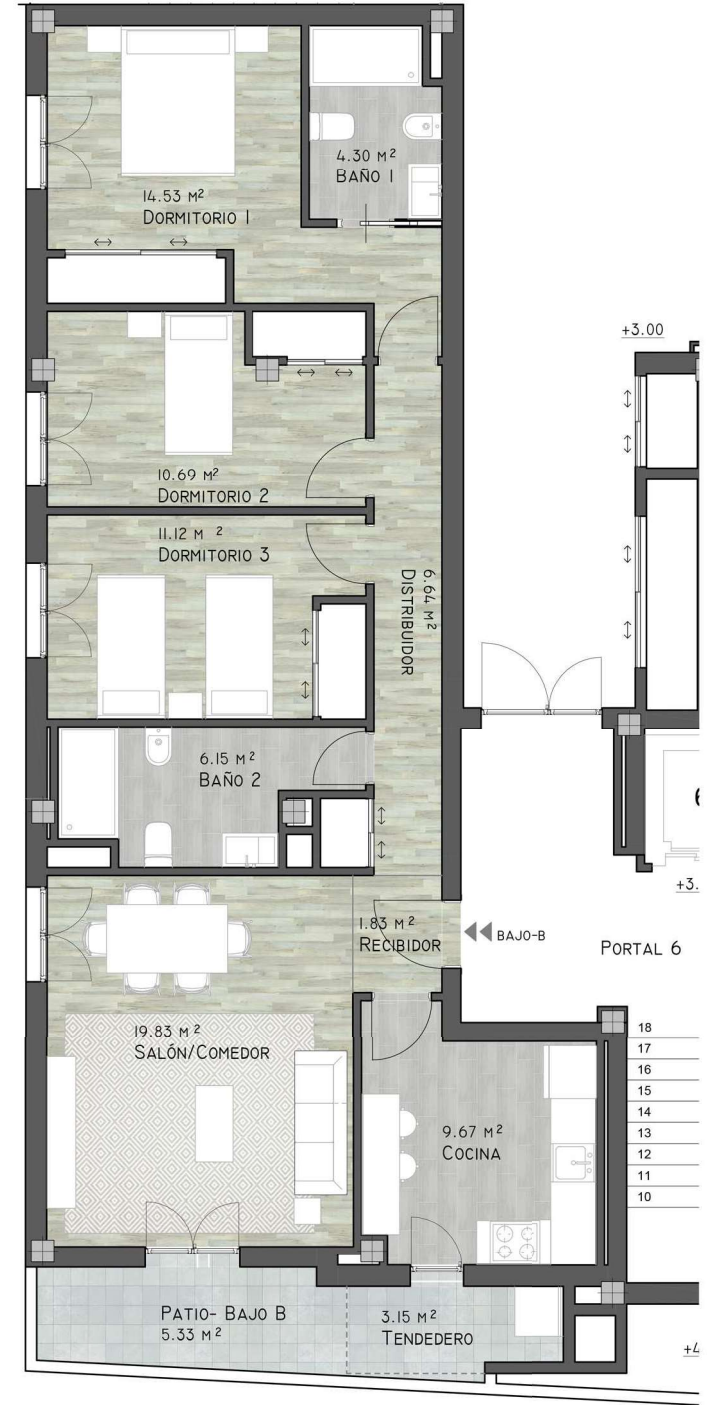 4.30 M²
BAÑO 1
14.53 M²
DORMITORIO 1
+3.00
10.69 M²
DORMITORIO 2
11.12 M 2
DORMITORIO 3
6.64 M²
DISTRIBUIDOR
6.15 M²
BAÑO 2
6
+3.
1.83 M²
RECIBIDOR
BAJO-B
PORTAL 6
19.83 M²
SALÓN/COMEDOR
18
17
16
15
14
13
12
11
10
9.67 M²
COCINA
PATIO- BAJO B
5.33 M²
3.15 M²
TENDEDERO
+4